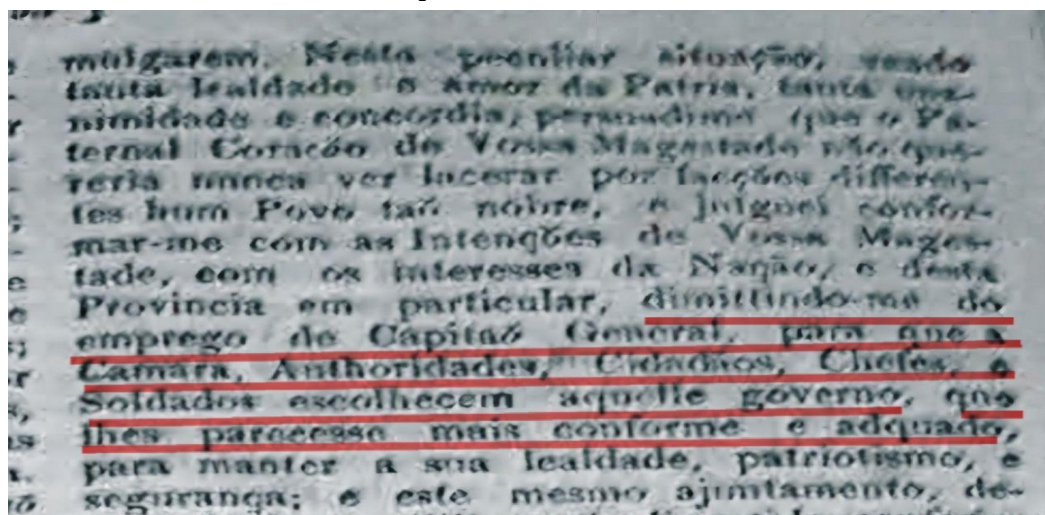 mulgarem. Nesta peculiar situação, vendo
tanta lealdade e Amor da Patria, tanta una-
nimidade e concordia, persuadime que o Pa-
ternal Coracão de Vossa Magestade não que-
reria nunca ver lacerar por facções differen-
tes hum Povo taõ nobre, e julguei confor-
mar-me com as Intenções de Vossa Mages-
tade, com os interesses da Nação, e desta
Provincia em particular, dimittindo-me do
emprego de Capitaõ General, para que a
Camara, Authoridades, Cidadãos, Chefes, e
Soldados escolhecem aquelle governo, que
lhes parecesse mais conforme e adquado,
para manter a sua lealdade, patriotismo, e
segurança; e este mesmo ajuntamento, de-